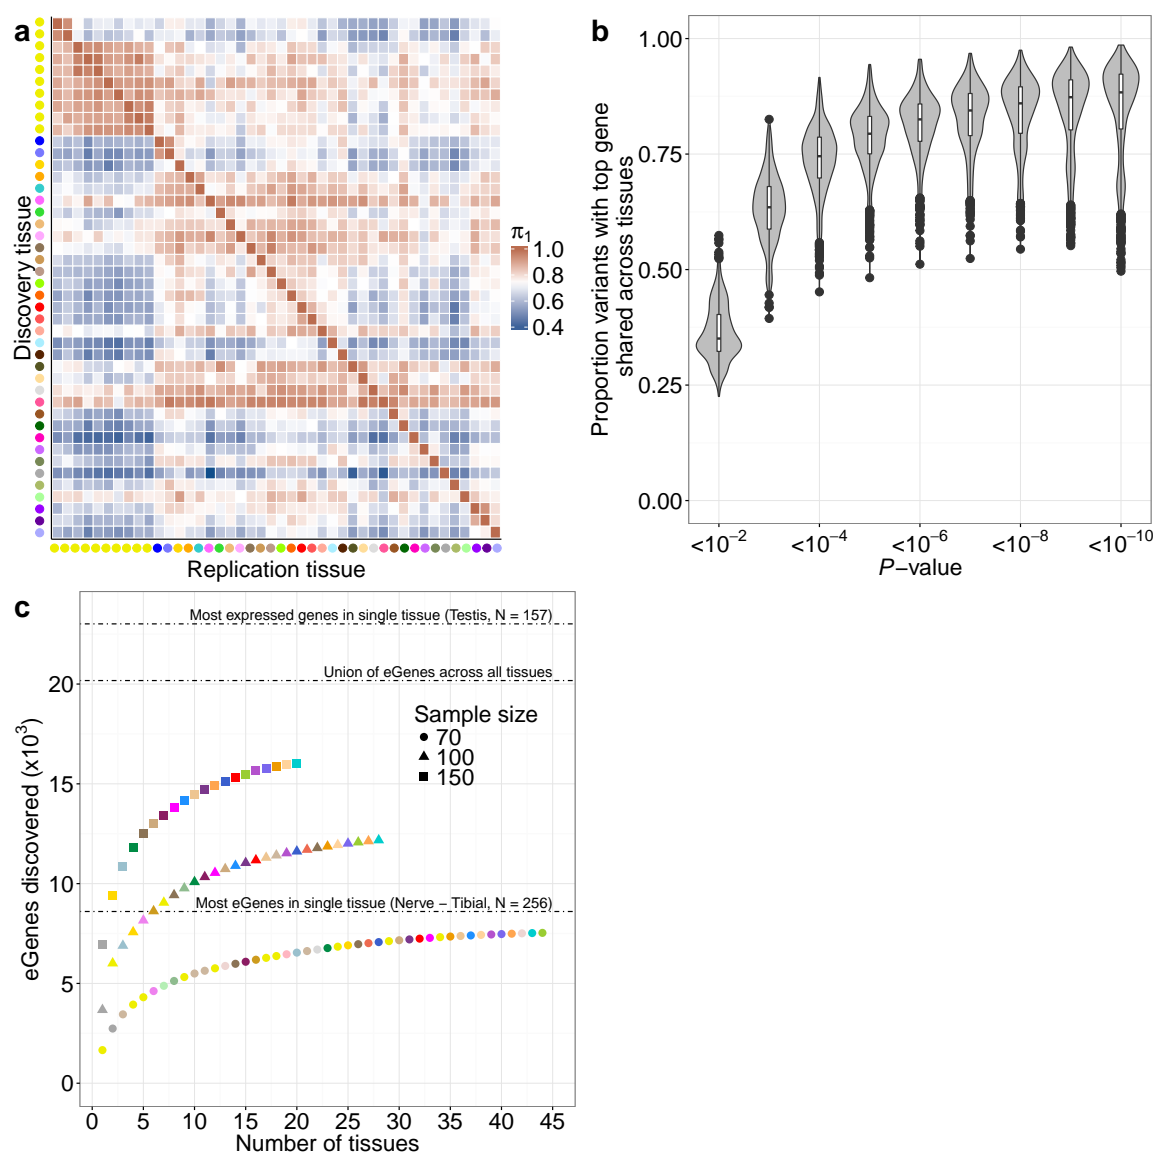 a
Discovery tissue
Replication tissue
π1
1.0
0.8
0.6
0.4
b
Proportion variants with top gene
shared across tissues
1.00
0.75
0.50
0.25
0.00
<10−2
<10−4
<10−6
<10−8
<10−10
P−value
c
eGenes discovered (x103)
20
15
10
5
0
Most expressed genes in single tissue (Testis, N = 157)
Union of eGenes across all tissues
Sample size
70
100
150
Most eGenes in single tissue (Nerve − Tibial, N = 256)
0 5 10 15 20 25 30 35 40 45
Number of tissues